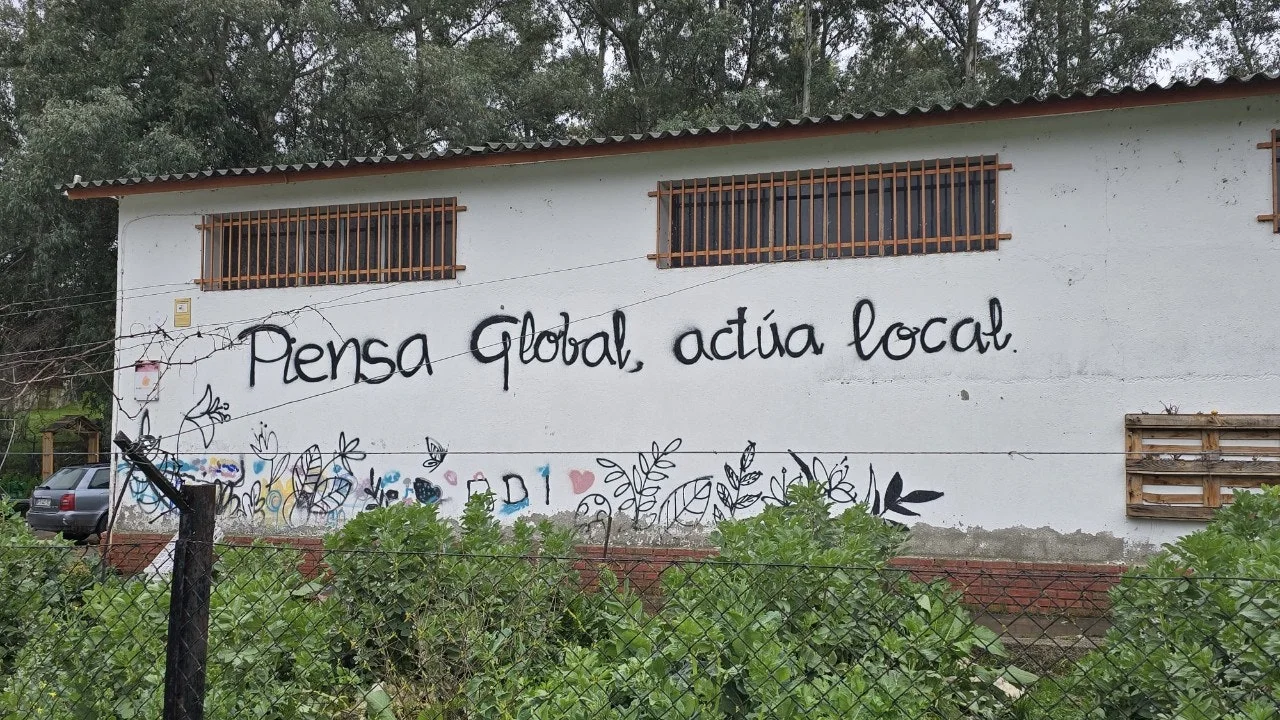 Piensa Global, actúa local.